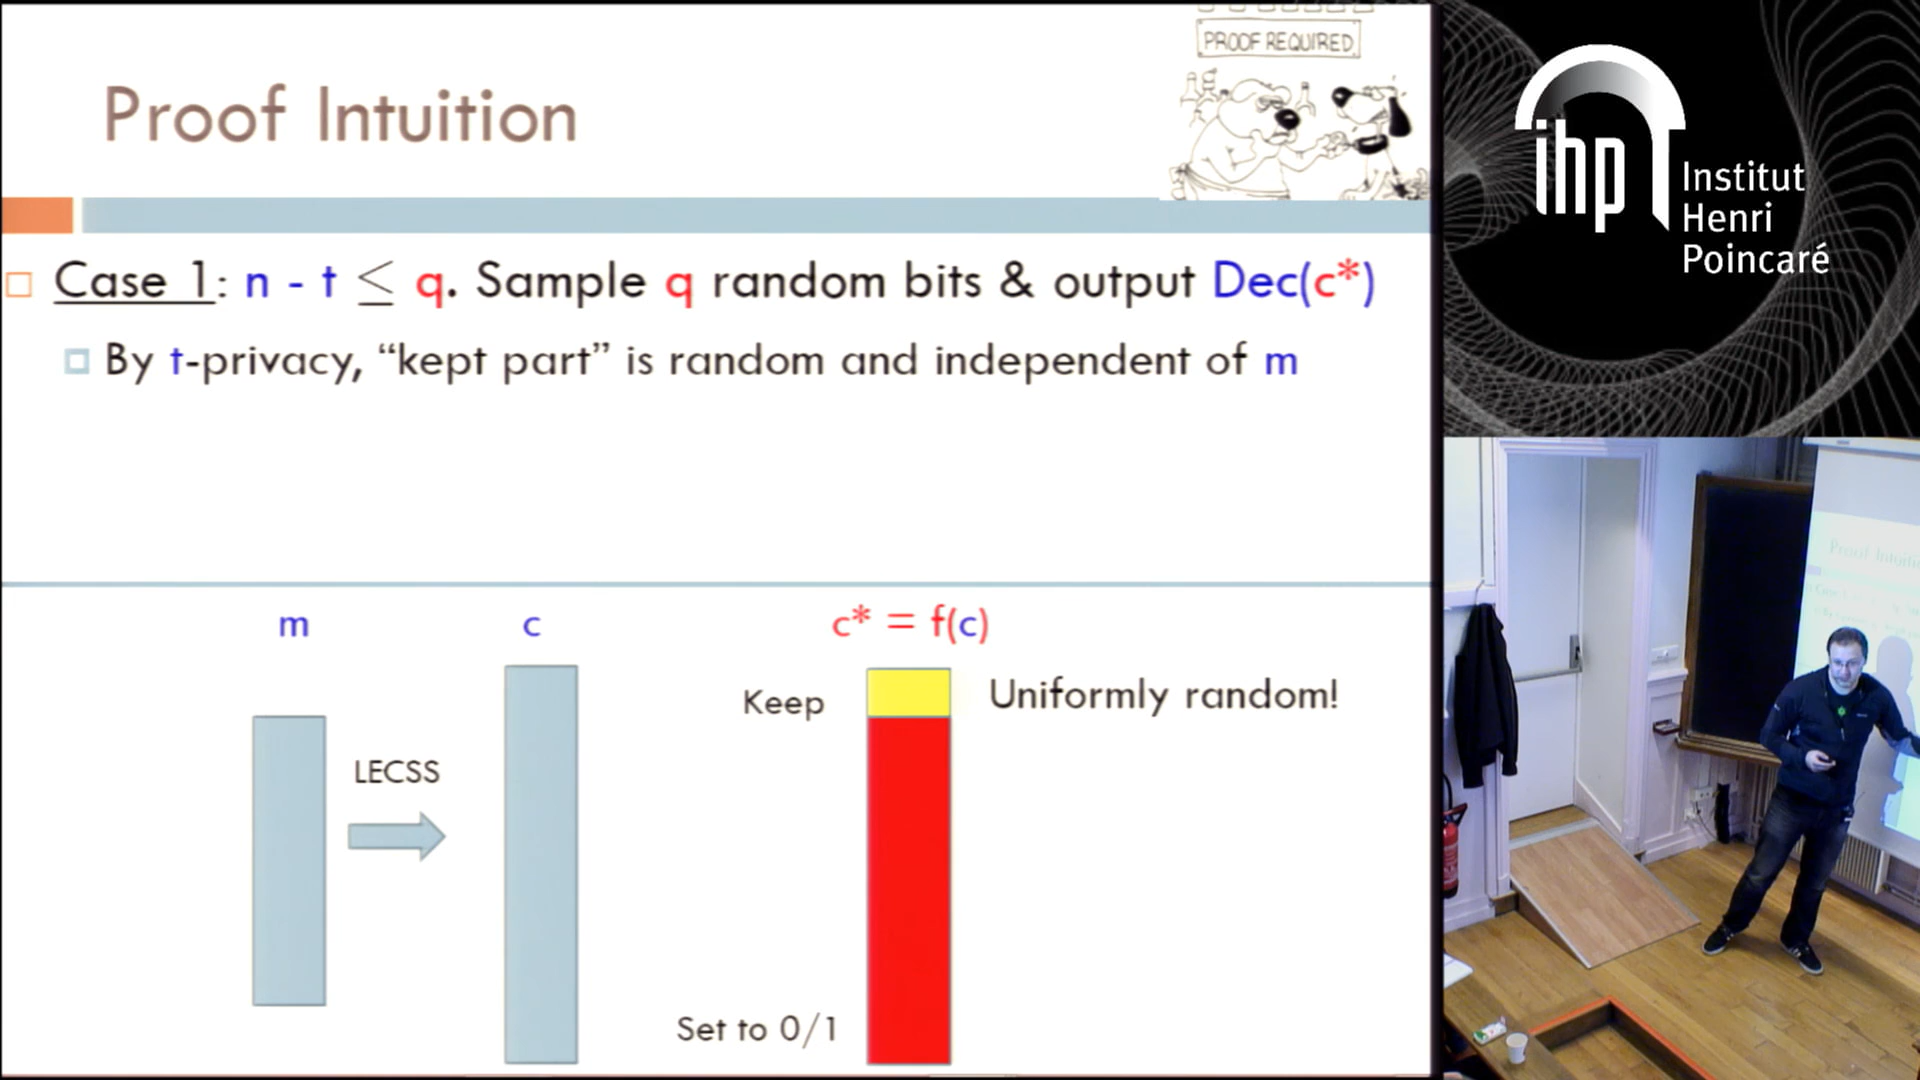 PROOF REQUIRED
Proof Intuition
Case 1: n - t ≤ q. Sample q random bits & output Dec(c*)
By t-privacy, “kept part” is random and independent of m
m
c
c* = f(c)
Keep
Uniformly random!
LECSS
Set to 0/1
ihp
Institut
Henri
Poincaré